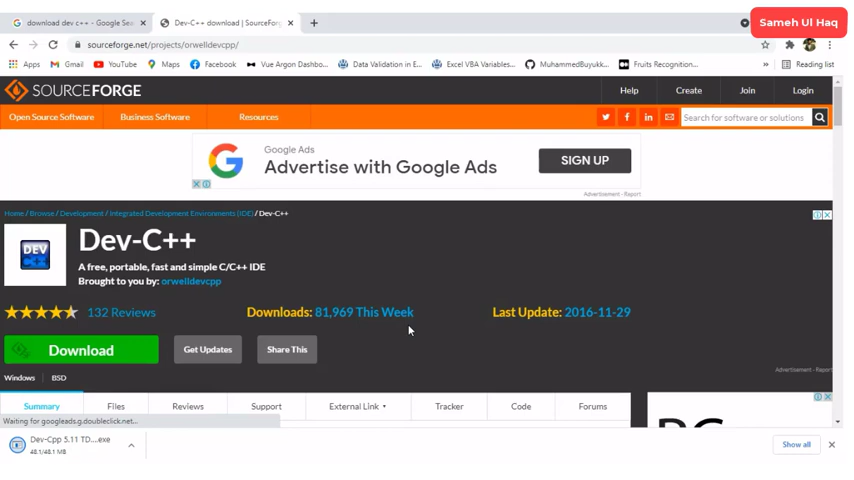 download dev c++ - Google Sea
Dev-C++ download | SourceFor
Sameh Ul Haq
sourceforge.net/projects/orwelldevcpp/
Apps
Gmail
YouTube
Maps
Facebook
Vue Argon Dashbo...
Data Validation in E...
Excel VBA Variables...
MuhammedBuyukk...
Fruits Recognition...
»
Reading list
SOURCEFORGE
Help
Create
Join
Login
Open Source Software
Business Software
Resources
Search for software or solutions
Google Ads
Advertise with Google Ads
SIGN UP
Advertisement - Report
Home / Browse / Development / Integrated Development Environments (IDE) / Dev-C++
DEV
Dev-C++
A free, portable, fast and simple C/C++ IDE
Brought to you by: orwelldevcpp
132 Reviews
Downloads: 81,969 This Week
Last Update: 2016-11-29
Download
Get Updates
Share This
Advertisement - Report
Windows
BSD
Summary
Files
Reviews
Support
External Link
Tracker
Code
Forums
Waiting for googleads.g.doubleclick.net...
Dev-Cpp 5.11 TD....exe
48.1/48.1 MB
Show all